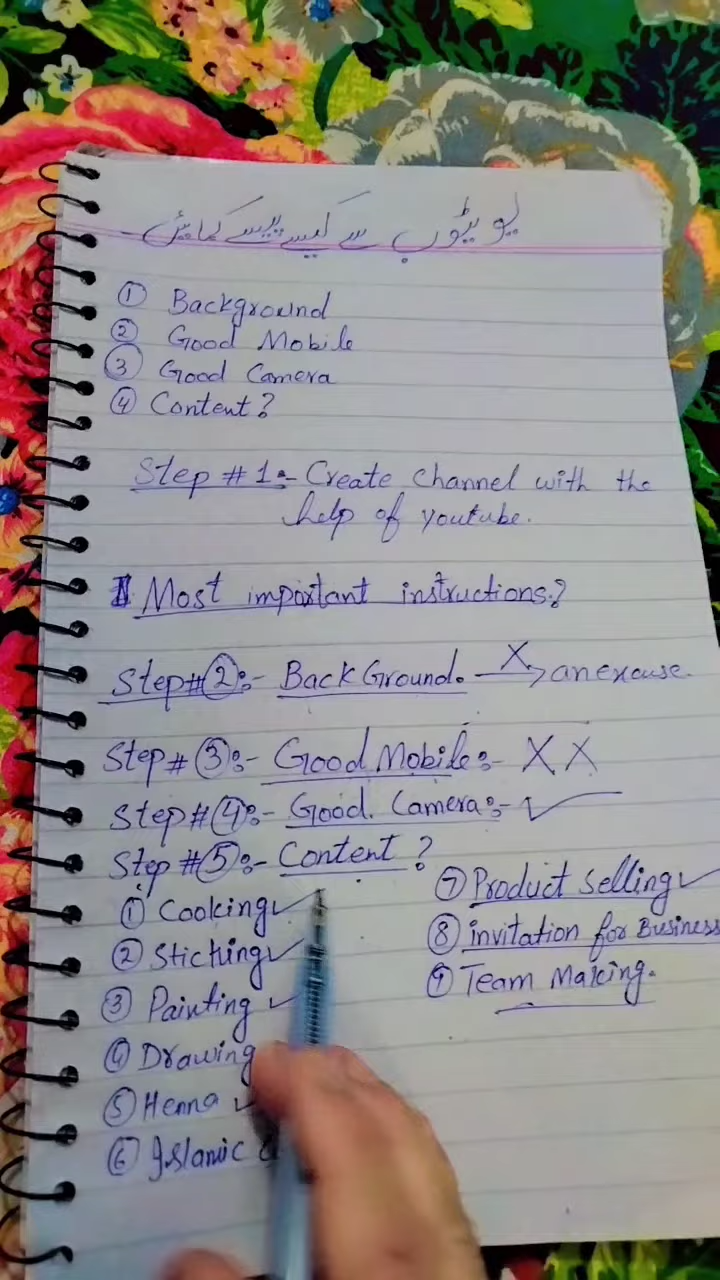 یوٹیوب سے کیسے پیسے کمائیں
① Background
② Good Mobile
③ Good Camera
④ Content?
Step #1:- Create channel with the
help of youtube.
Most important instructions:?
Step#②:- BackGround. X → an excuse.
Step#③:- Good Mobile:- X X
Step#④:- Good. Camera:- ✓
Step #⑤:- Content?
① Cooking ✓
② Stiching ✓
③ Painting ✓
④ Drawing
⑤ Henna ✓
⑥ Islamic
⑦ Product Selling ✓
⑧ invitation for Business
⑨ Team Making.